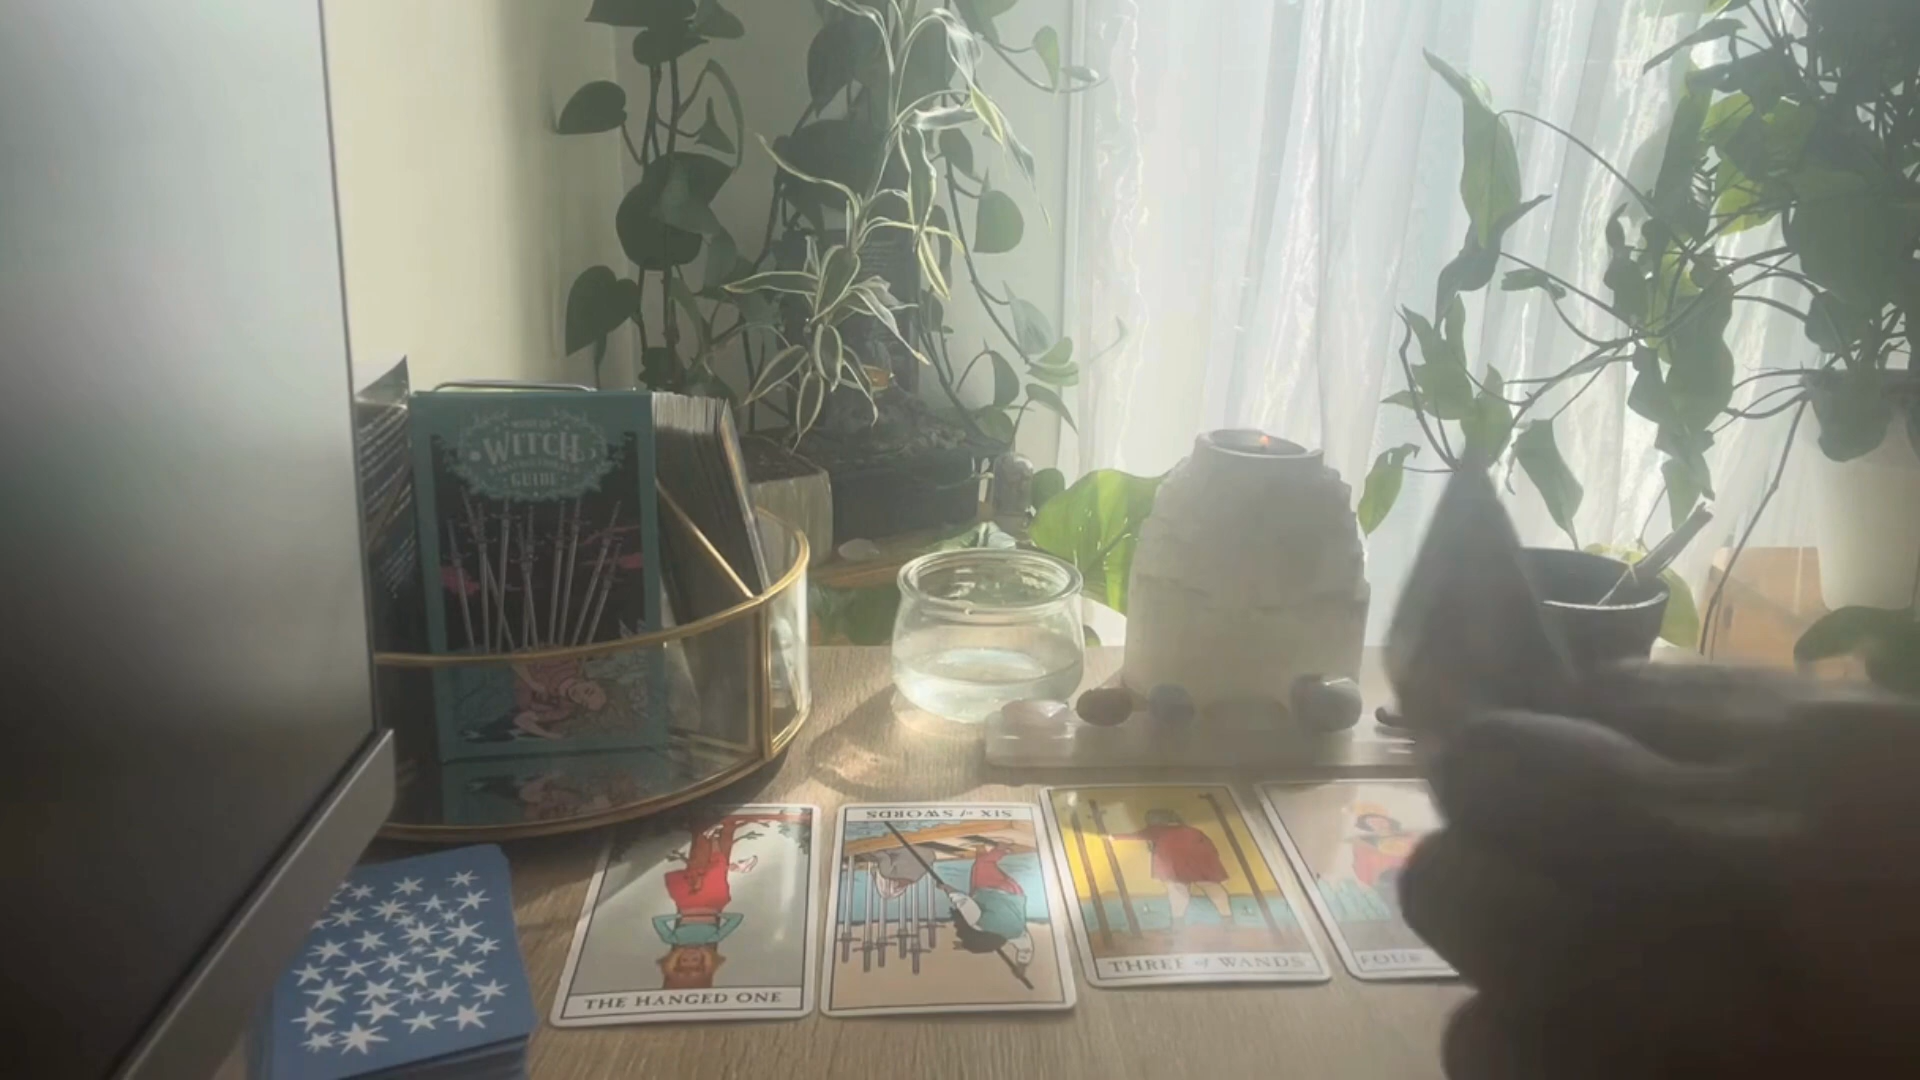 WITCH
GUIDE
SIX of SWORDS
THE HANGED ONE
THREE of WANDS
FOUR